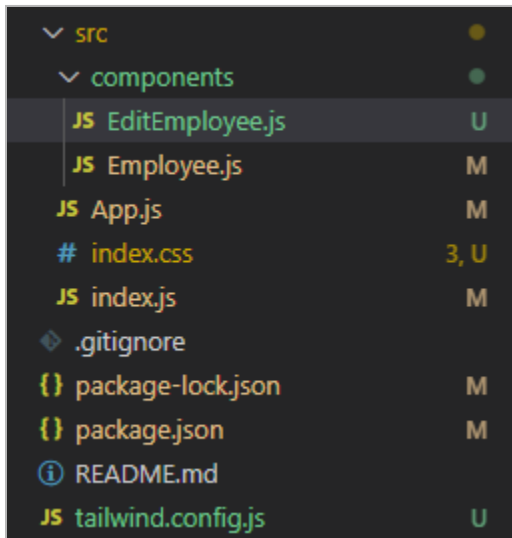 src
components
JS EditEmployee.js U
JS Employee.js M
JS App.js M
# index.css 3, U
JS index.js M
.gitignore
{} package-lock.json M
{} package.json M
README.md
JS tailwind.config.js U